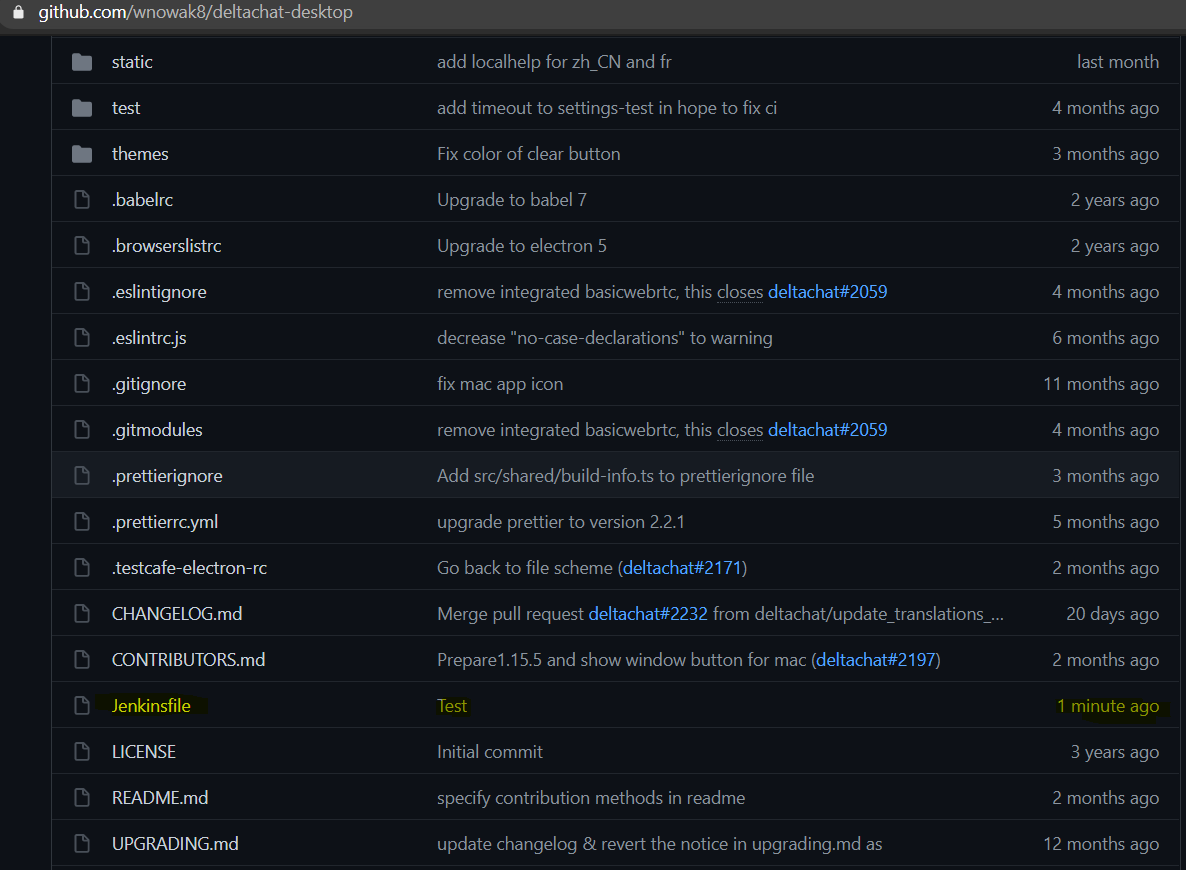 github.com/wnowak8/deltachat-desktop
static add localhelp for zh_CN and fr last month
test add timeout to settings-test in hope to fix ci 4 months ago
themes Fix color of clear button 3 months ago
.babelrc Upgrade to babel 7 2 years ago
.browserslistrc Upgrade to electron 5 2 years ago
.eslintignore remove integrated basicwebrtc, this closes deltachat#2059 4 months ago
.eslintrc.js decrease "no-case-declarations" to warning 6 months ago
.gitignore fix mac app icon 11 months ago
.gitmodules remove integrated basicwebrtc, this closes deltachat#2059 4 months ago
.prettierignore Add src/shared/build-info.ts to prettierignore file 3 months ago
.prettierrc.yml upgrade prettier to version 2.2.1 5 months ago
.testcafe-electron-rc Go back to file scheme (deltachat#2171) 2 months ago
CHANGELOG.md Merge pull request deltachat#2232 from deltachat/update_translations_... 20 days ago
CONTRIBUTORS.md Prepare1.15.5 and show window button for mac (deltachat#2197) 2 months ago
Jenkinsfile Test 1 minute ago
LICENSE Initial commit 3 years ago
README.md specify contribution methods in readme 2 months ago
UPGRADING.md update changelog & revert the notice in upgrading.md as 12 months ago